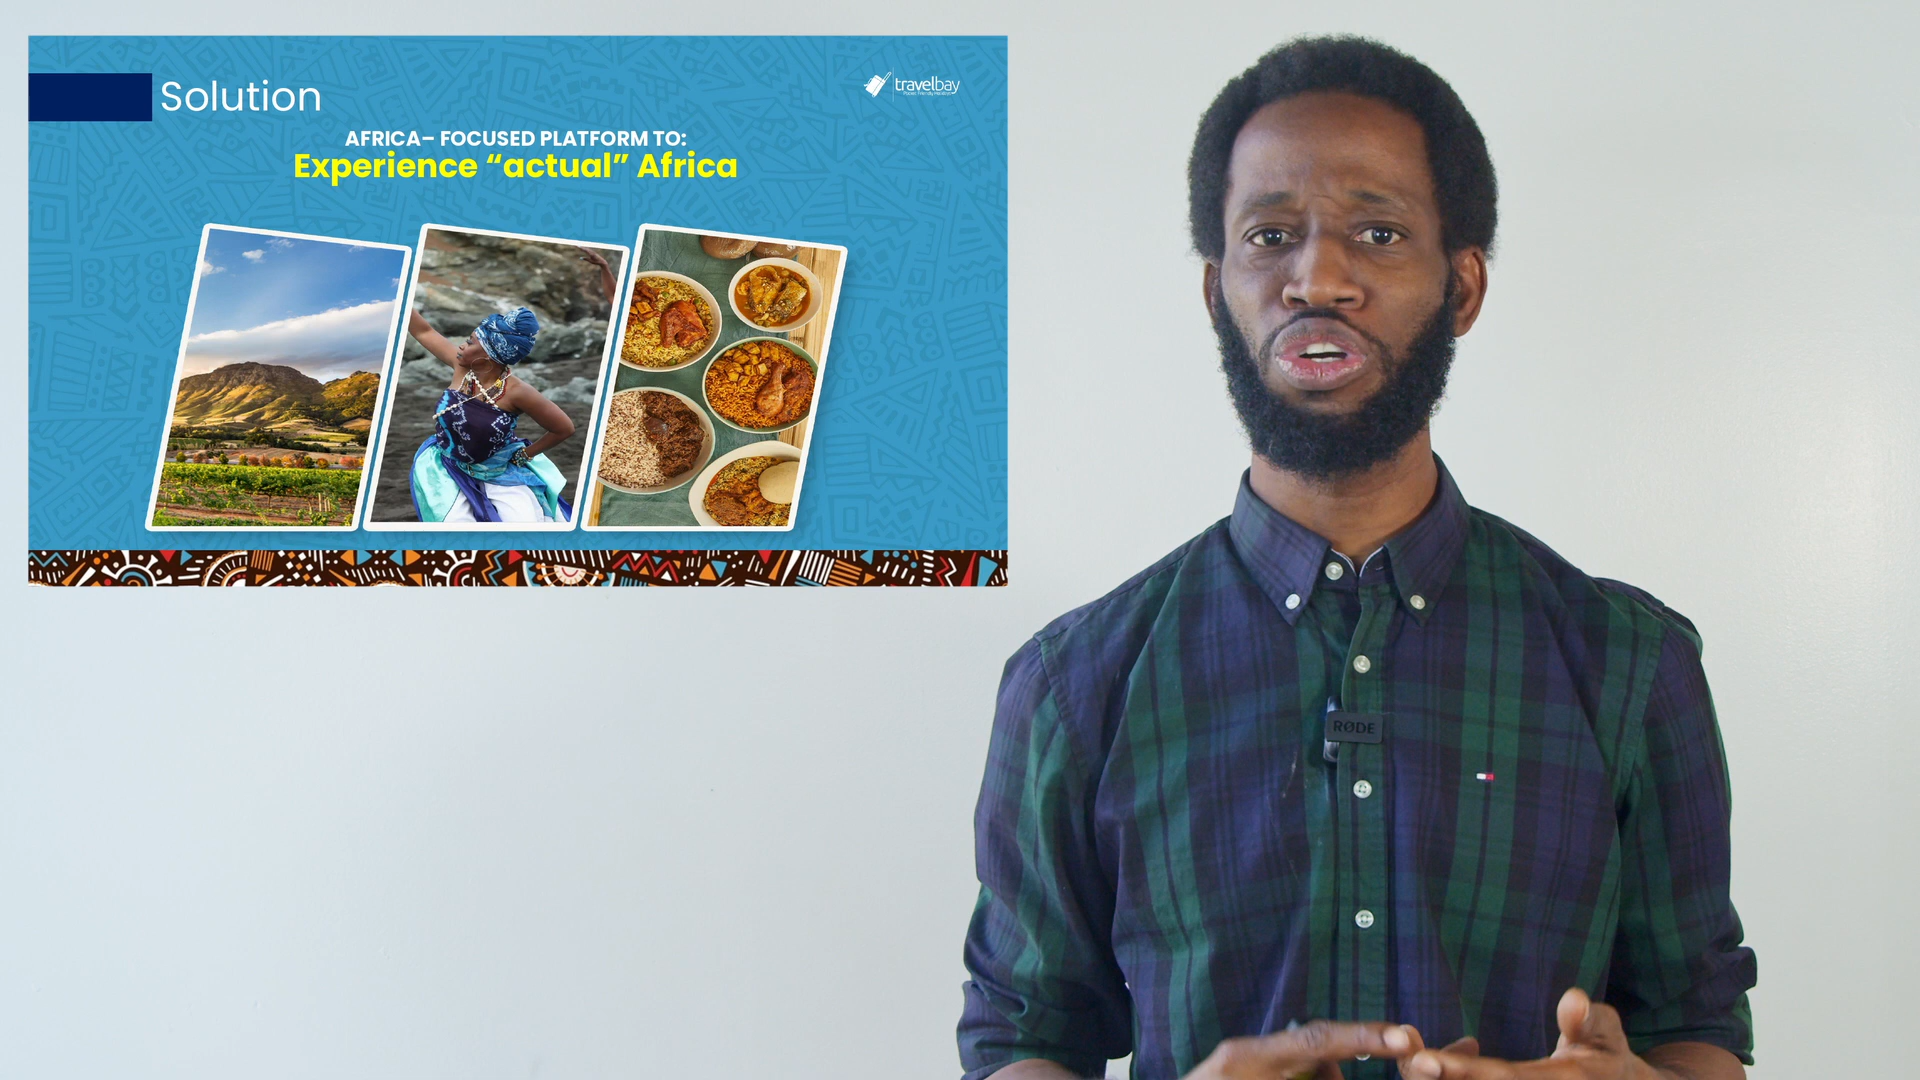 Solution
travelbay
AFRICA– FOCUSED PLATFORM TO:
Experience “actual” Africa
RØDE